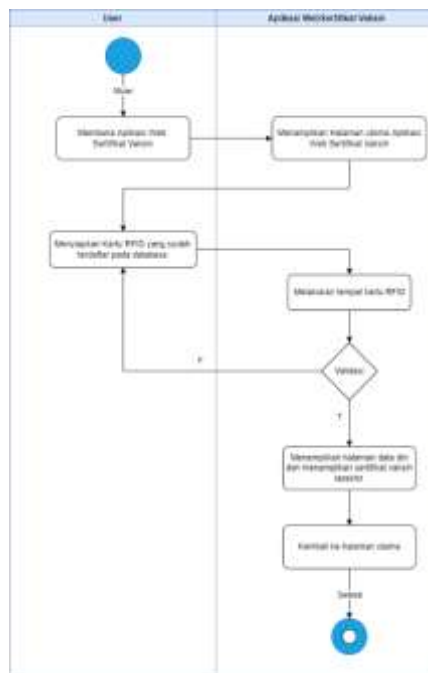 User
Aplikasi Web Sertifikat Vaksin
Mulai
Membuka Aplikasi Web
Sertifikat Vaksin
Menampilkan halaman utama Aplikasi
Web Sertifikat Vaksin
Menyiapkan Kartu RFID yang sudah
terdaftar pada database
Melakukan tempel kartu RFID
F
Validasi
T
Menampilkan halaman data diri
dan menampilkan sertifikat vaksin
Kembali ke halaman utama
Selesai